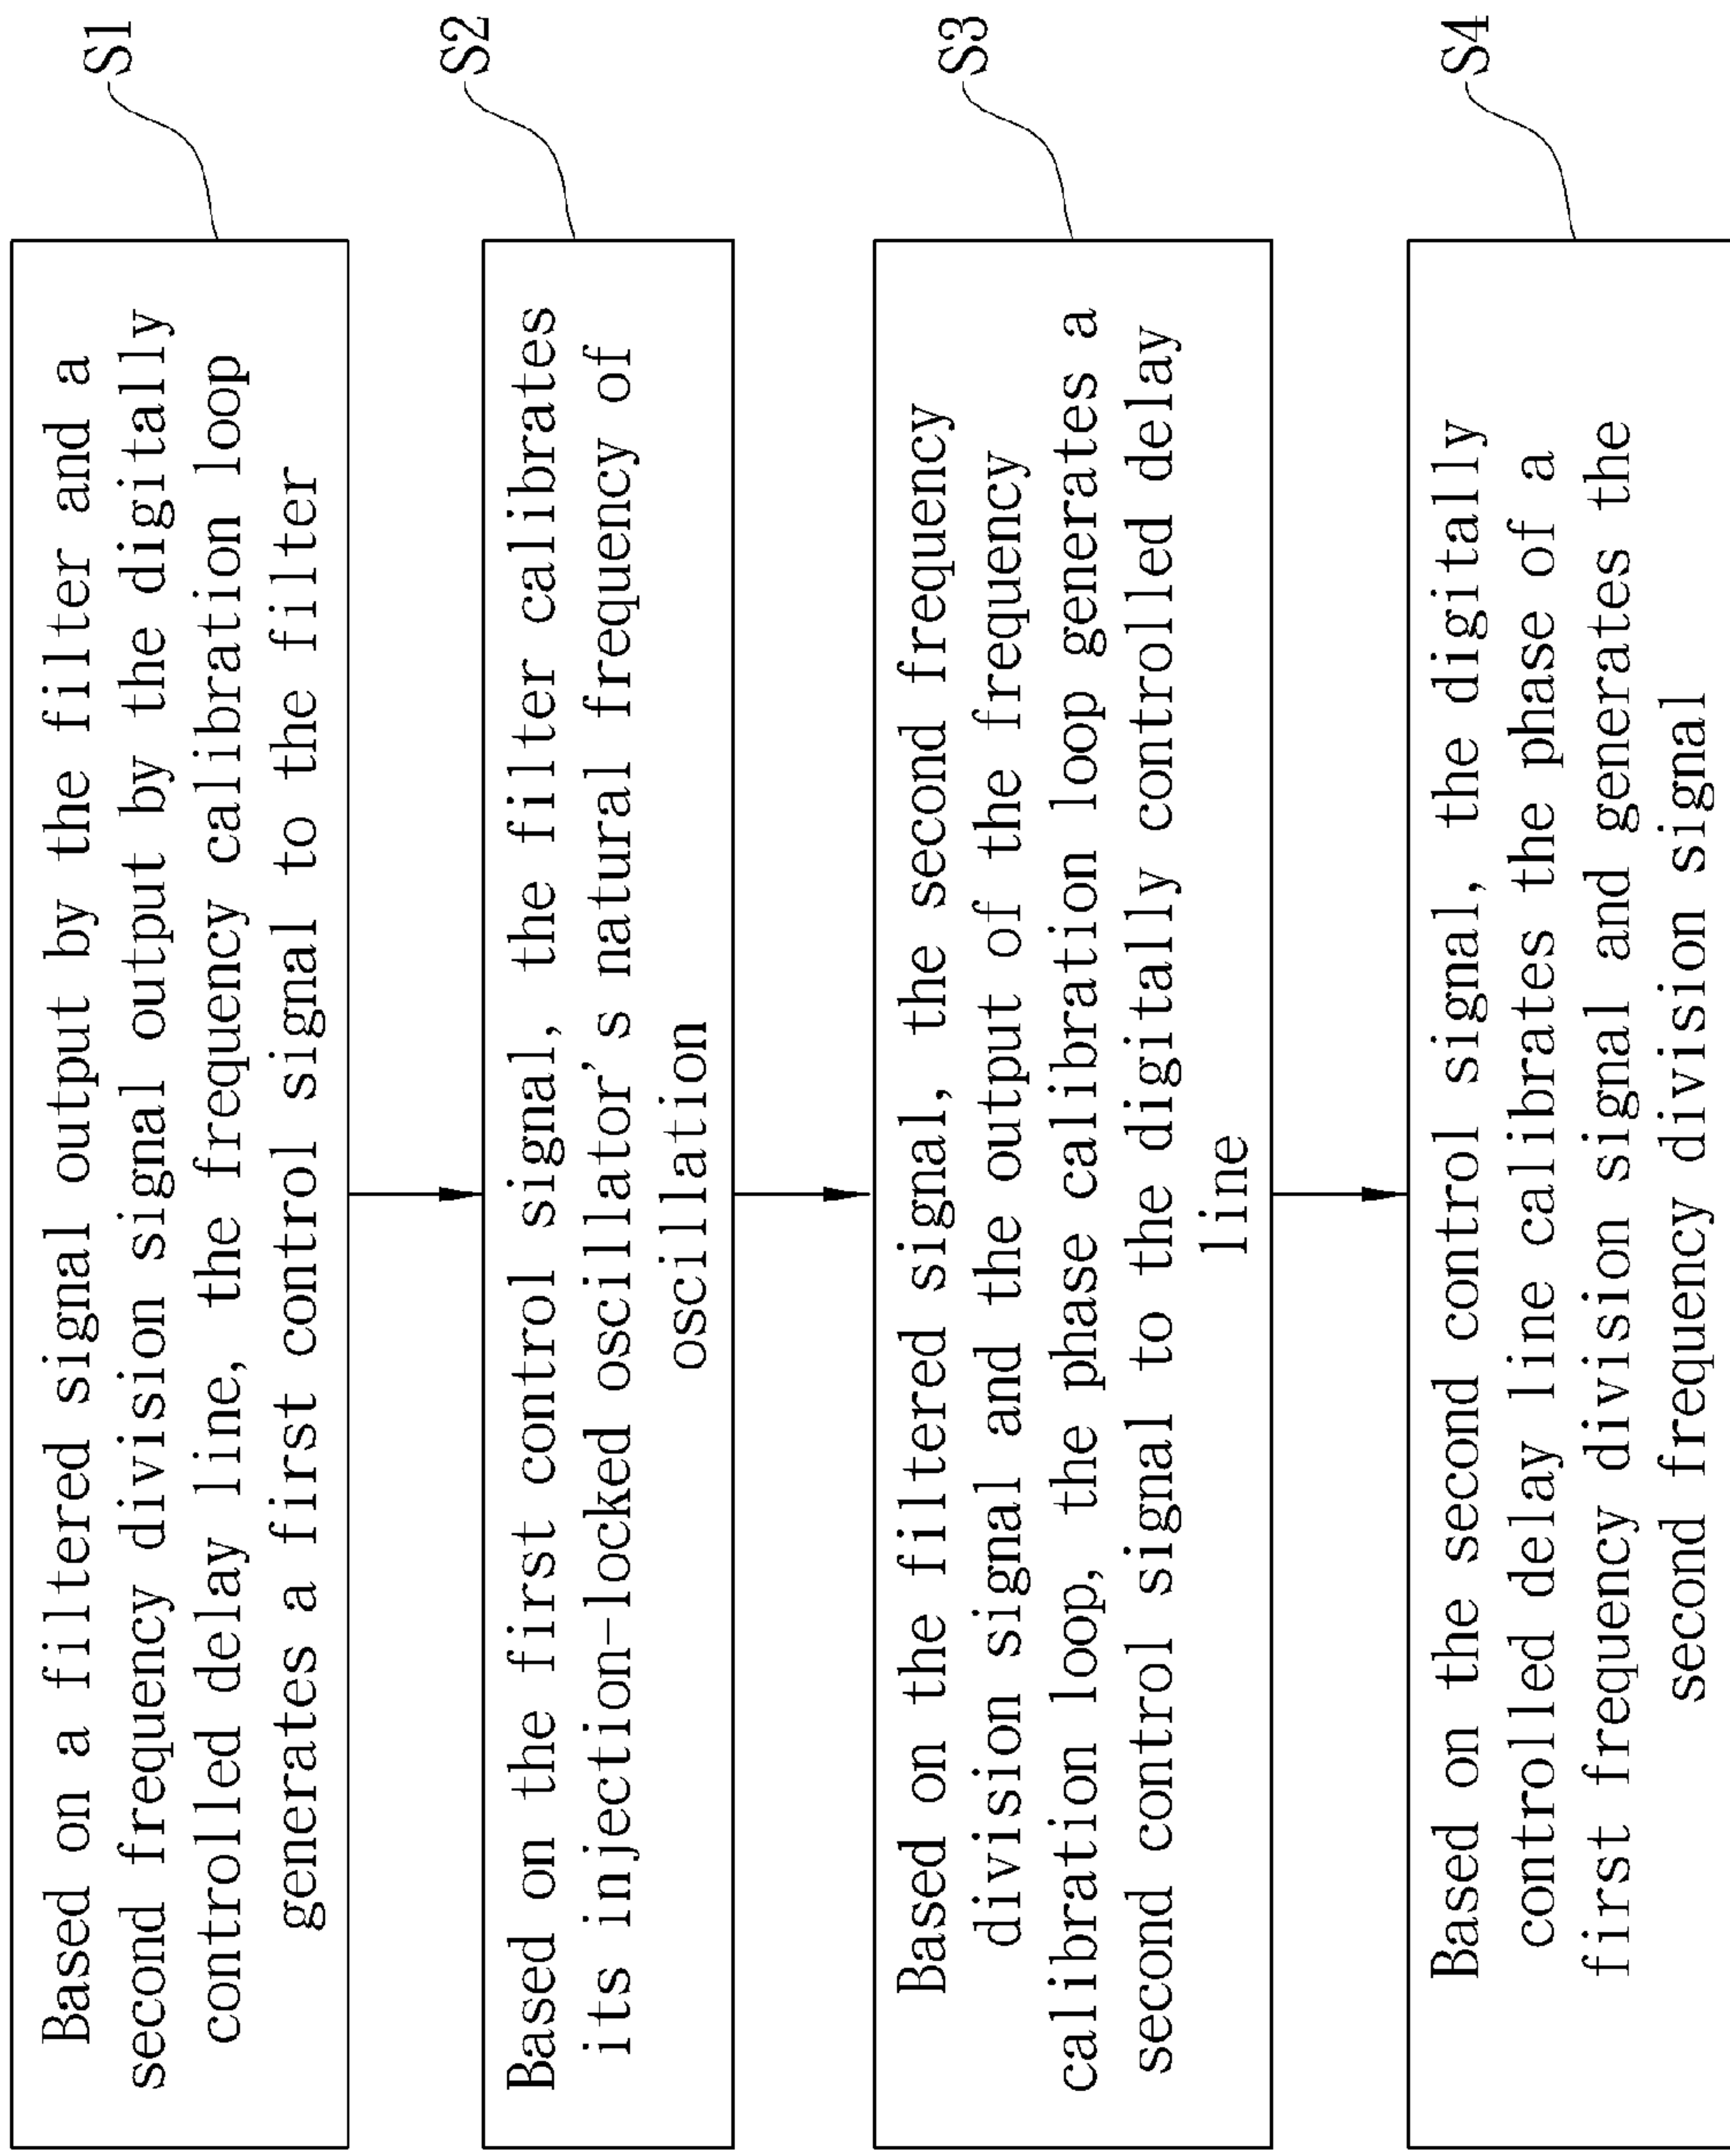 Based on a filtered signal output by the filter and a
second frequency division signal output by the digitally
controlled delay line, the frequency calibration loop
generates a first control signal to the filter
S1
Based on the first control signal, the filter calibrates
its injection-locked oscillator's natural frequency of
oscillation
S2
Based on the filtered signal, the second frequency
division signal and the output of the frequency
calibration loop, the phase calibration loop generates a
second control signal to the digitally controlled delay
line
S3
Based on the second control signal, the digitally
controlled delay line calibrates the phase of a
first frequency division signal and generates the
second frequency division signal
S4